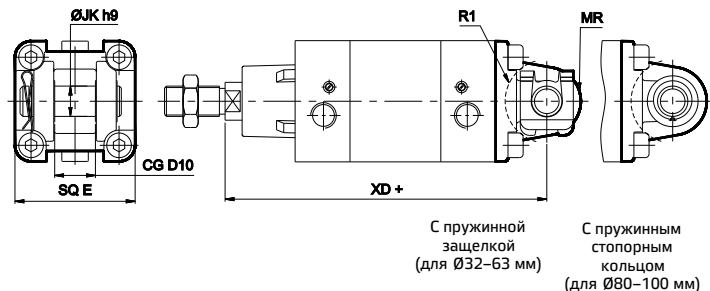 ØJK h9
R1
MR
CG D10
SQ E
XD +
С пружинной
защелкой
(для Ø32–63 мм)
С пружинным
стопорным
кольцом
(для Ø80–100 мм)